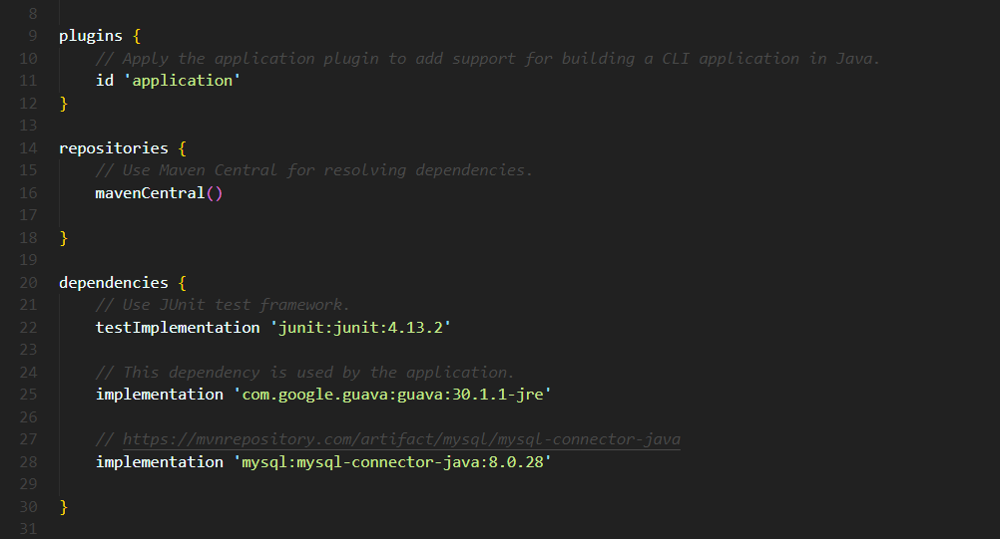 8
9 plugins {
10     // Apply the application plugin to add support for building a CLI application in Java.
11     id 'application'
12 }
13
14 repositories {
15     // Use Maven Central for resolving dependencies.
16     mavenCentral()
17
18 }
19
20 dependencies {
21     // Use JUnit test framework.
22     testImplementation 'junit:junit:4.13.2'
23
24     // This dependency is used by the application.
25     implementation 'com.google.guava:guava:30.1.1-jre'
26
27     // https://mvnrepository.com/artifact/mysql/mysql-connector-java
28     implementation 'mysql:mysql-connector-java:8.0.28'
29
30 }
31